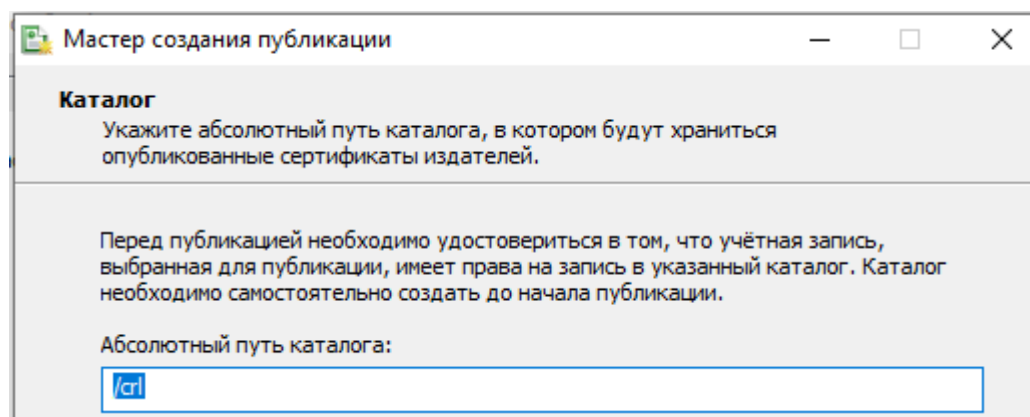 Мастер создания публикации
Каталог
Укажите абсолютный путь каталога, в котором будут храниться
опубликованные сертификаты издателей.
Перед публикацией необходимо удостовериться в том, что учётная запись,
выбранная для публикации, имеет права на запись в указанный каталог. Каталог
необходимо самостоятельно создать до начала публикации.
Абсолютный путь каталога:
/crl